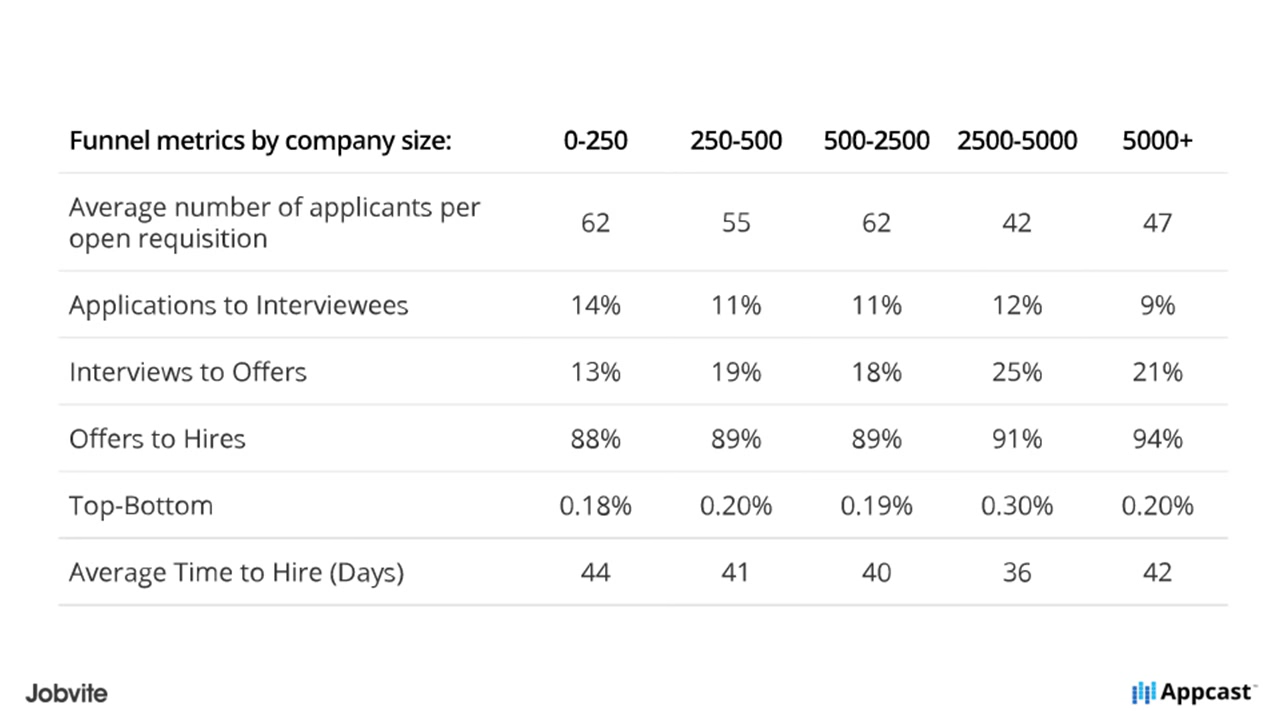 Funnel metrics by company size: 0-250 250-500 500-2500 2500-5000 5000+
Average number of applicants per
open requisition 62 55 62 42 47
Applications to Interviewees 14% 11% 11% 12% 9%
Interviews to Offers 13% 19% 18% 25% 21%
Offers to Hires 88% 89% 89% 91% 94%
Top-Bottom 0.18% 0.20% 0.19% 0.30% 0.20%
Average Time to Hire (Days) 44 41 40 36 42
Jobvite
Appcast